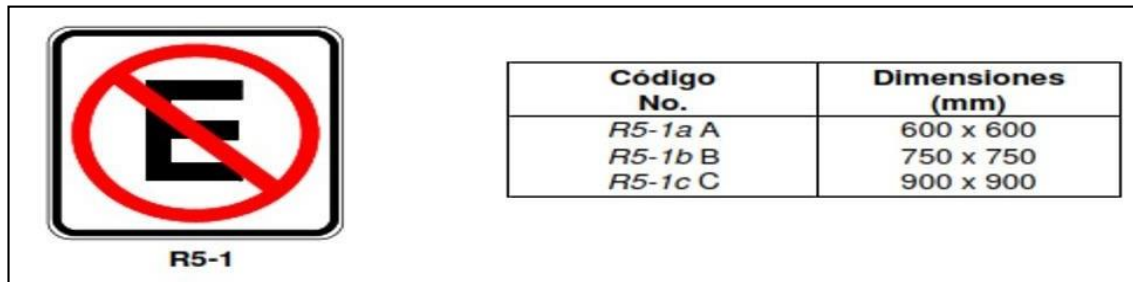 E
R5-1
Código No. Dimensiones (mm)
R5-1a A 600 x 600
R5-1b B 750 x 750
R5-1c C 900 x 900